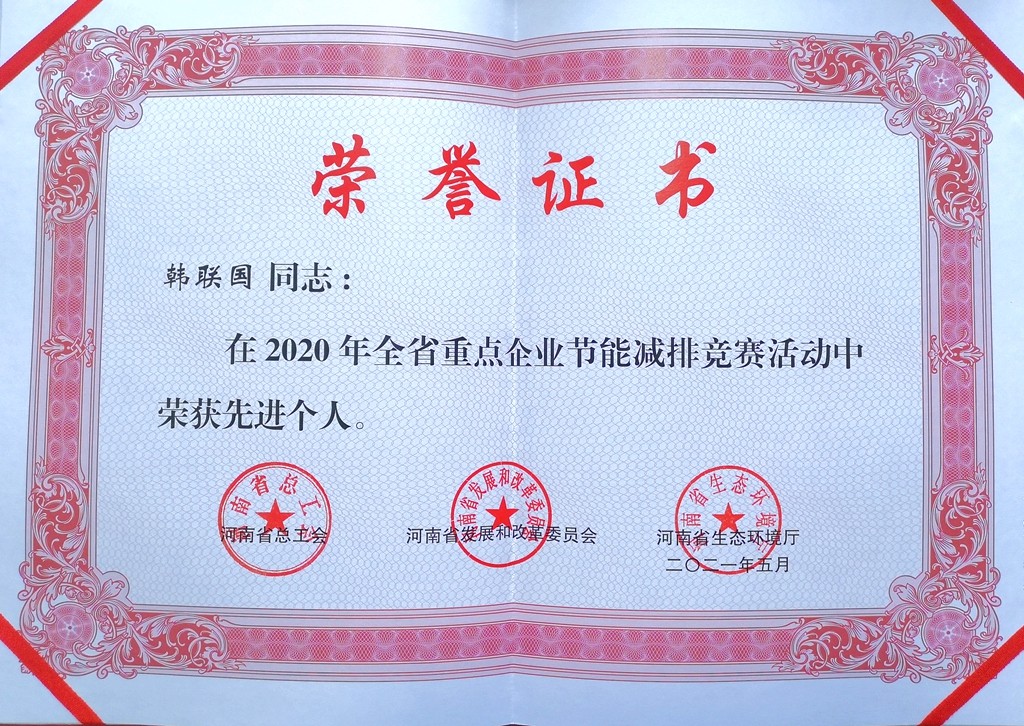 荣誉证书
韩联国 同志：
在2020年全省重点企业节能减排竞赛活动中
荣获先进个人。
河南省总工会 河南省发展和改革委员会 河南省生态环境厅
二〇二一年五月